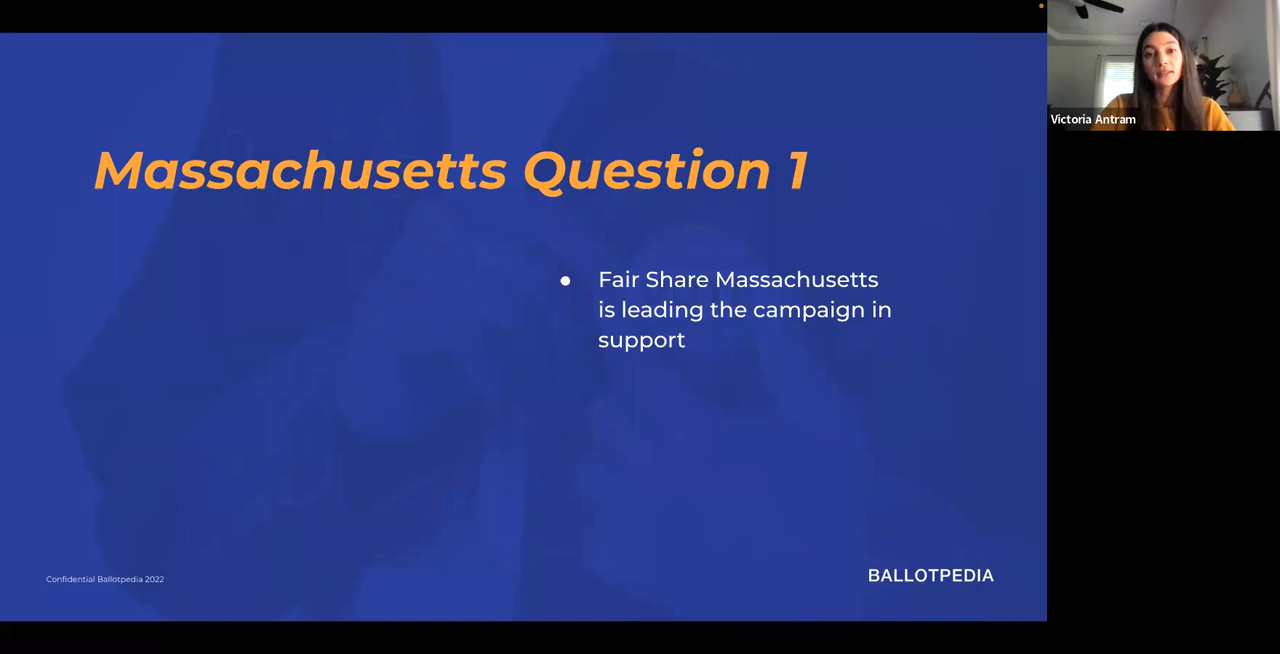 Massachusetts Question 1
● Fair Share Massachusetts
is leading the campaign in
support
Confidential Ballotpedia 2022
BALLOTPEDIA
Victoria Antram